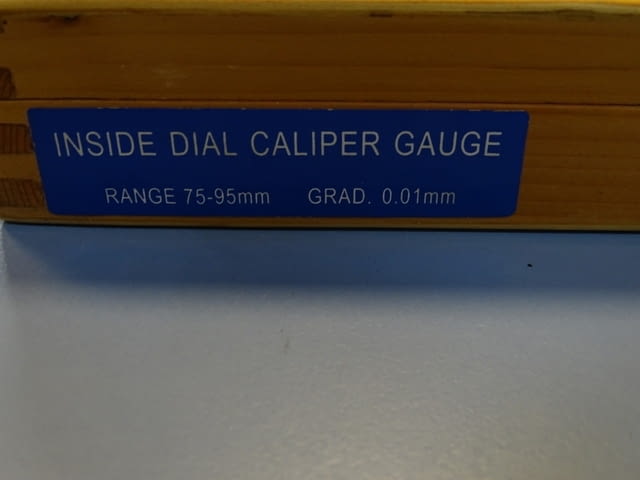 INSIDE DIAL CALIPER GAUGE
RANGE 75-95mm GRAD. 0.01mm